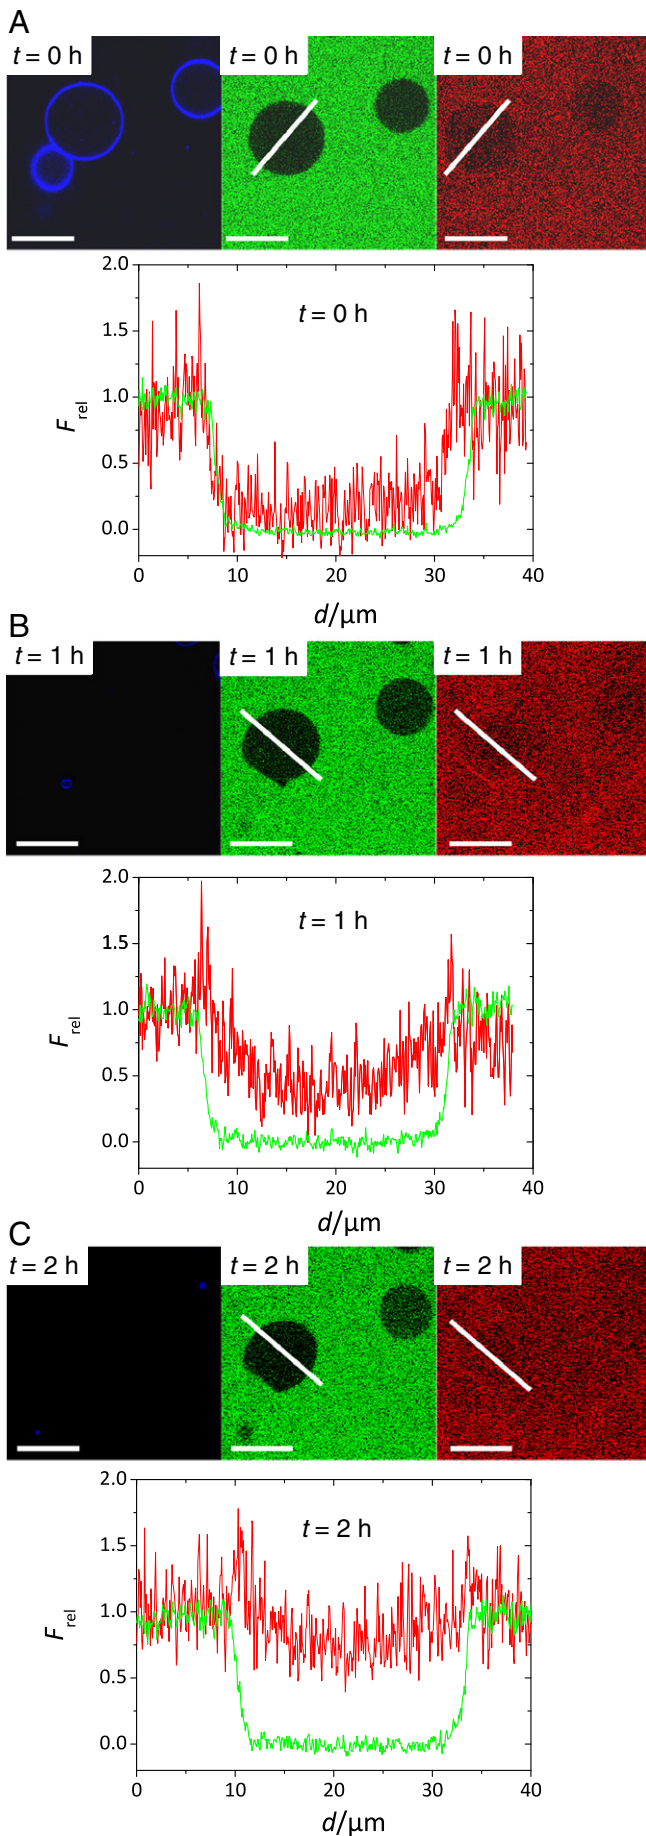 A
t = 0 h t = 0 h t = 0 h
2.0
1.5
1.0
0.5
0.0
F rel
t = 0 h
0 10 20 30 40
d/μm
B
t = 1 h t = 1 h t = 1 h
2.0
1.5
1.0
0.5
0.0
F rel
t = 1 h
0 10 20 30 40
d/μm
C
t = 2 h t = 2 h t = 2 h
2.0
1.5
1.0
0.5
0.0
F rel
t = 2 h
0 10 20 30 40
d/μm